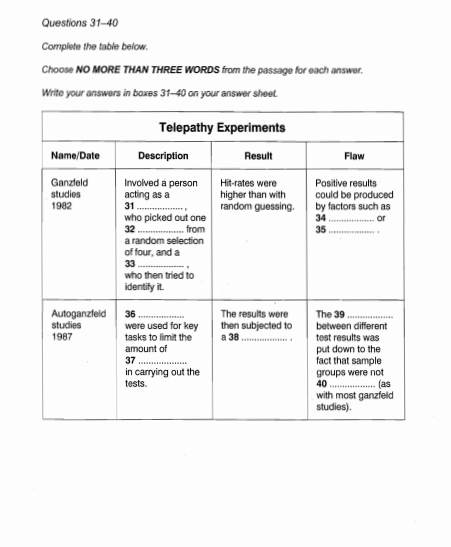 Questions 31–40
Complete the table below.
Choose NO MORE THAN THREE WORDS from the passage for each answer.
Write your answers in boxes 31–40 on your answer sheet.
Telepathy Experiments
Name/Date
Description
Result
Flaw
Ganzfeld
studies
1982
Involved a person
acting as a
31 .................. ,
who picked out one
32 .................. from
a random selection
of four, and a
33 .................. ,
who then tried to
identify it.
Hit-rates were
higher than with
random guessing.
Positive results
could be produced
by factors such as
34 .................. or
35 .................. .
Autoganzfeld
studies
1987
36 ..................
were used for key
tasks to limit the
amount of
37 ..................
in carrying out the
tests.
The results were
then subjected to
a 38 .................. .
The 39 ..................
between different
test results was
put down to the
fact that sample
groups were not
40 .................. (as
with most ganzfeld
studies).